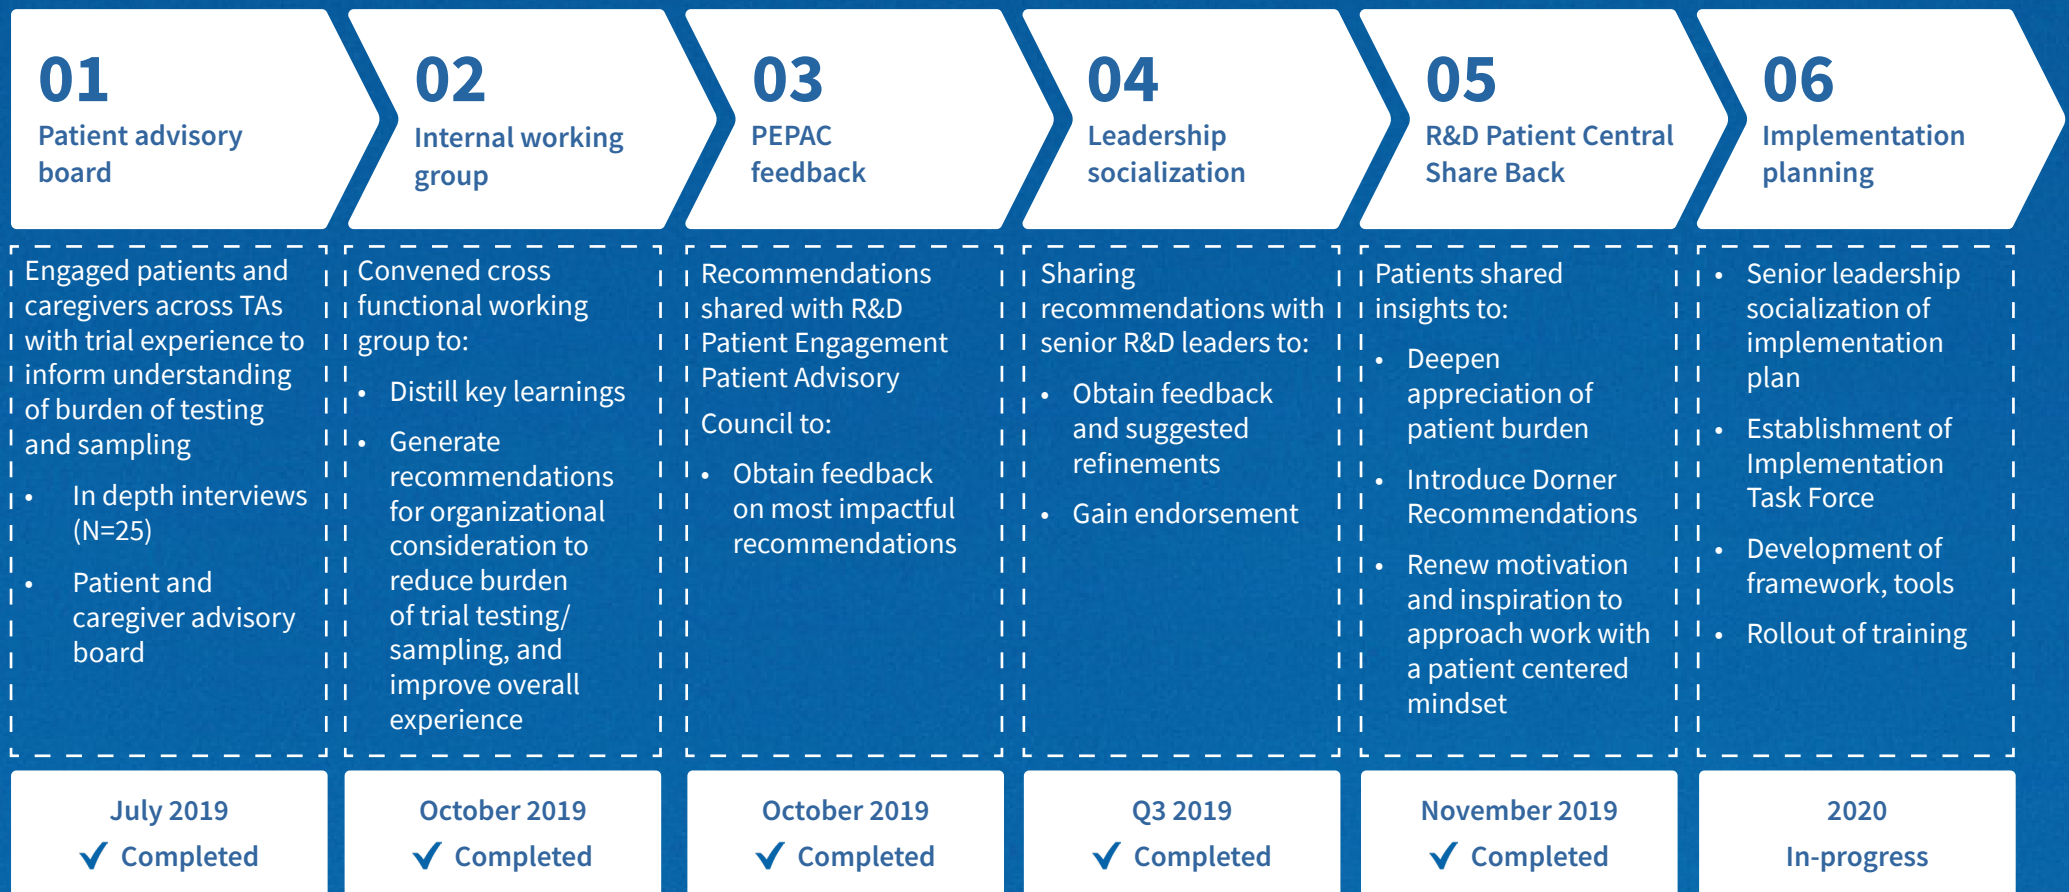 01
Patient advisory
board
02
Internal working
group
03
PEPAC
feedback
04
Leadership
socialization
05
R&D Patient Central
Share Back
06
Implementation
planning
Engaged patients and
caregivers across TAs
with trial experience to
inform understanding
of burden of testing
and sampling
• In depth interviews
(N=25)
• Patient and
caregiver advisory
board
Convened cross
functional working
group to:
• Distill key learnings
• Generate
recommendations
for organizational
consideration to
reduce burden
of trial testing/
sampling, and
improve overall
experience
Recommendations
shared with R&D
Patient Engagement
Patient Advisory
Council to:
• Obtain feedback
on most impactful
recommendations
Sharing
recommendations with
senior R&D leaders to:
• Obtain feedback
and suggested
refinements
• Gain endorsement
Patients shared
insights to:
• Deepen
appreciation of
patient burden
• Introduce Dorner
Recommendations
• Renew motivation
and inspiration to
approach work with
a patient centered
mindset
• Senior leadership
socialization of
implementation
plan
• Establishment of
Implementation
Task Force
• Development of
framework, tools
• Rollout of training
July 2019
✓ Completed
October 2019
✓ Completed
October 2019
✓ Completed
Q3 2019
✓ Completed
November 2019
✓ Completed
2020
In-progress